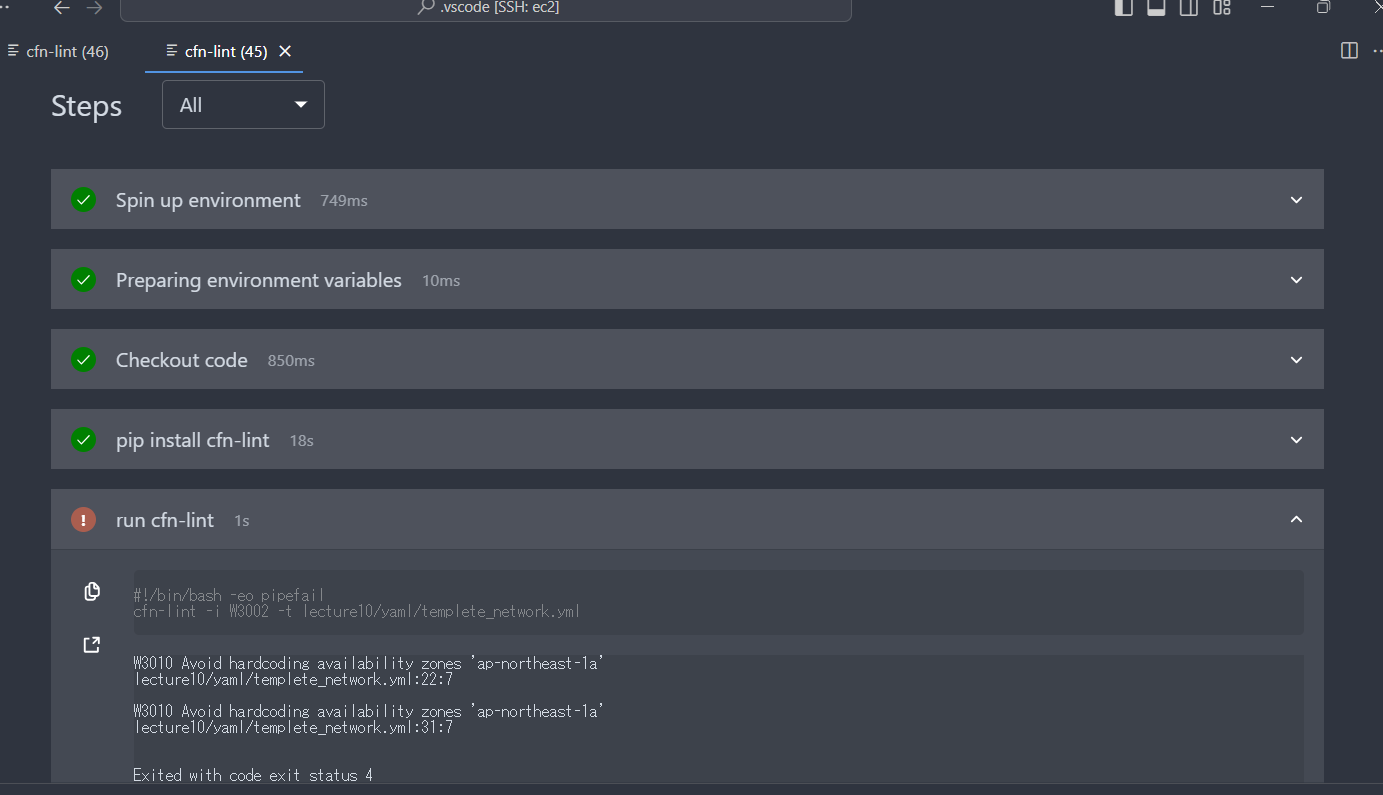 .vscode [SSH: ec2]
cfn-lint (46)
cfn-lint (45)
Steps
All
Spin up environment 749ms
Preparing environment variables 10ms
Checkout code 850ms
pip install cfn-lint 18s
run cfn-lint 1s
#!/bin/bash -eo pipefail
cfn-lint -i W3002 -t lecture10/yaml/templete_network.yml
W3010 Avoid hardcoding availability zones 'ap-northeast-1a'
lecture10/yaml/templete_network.yml:22:7
W3010 Avoid hardcoding availability zones 'ap-northeast-1a'
lecture10/yaml/templete_network.yml:31:7
Exited with code exit status 4